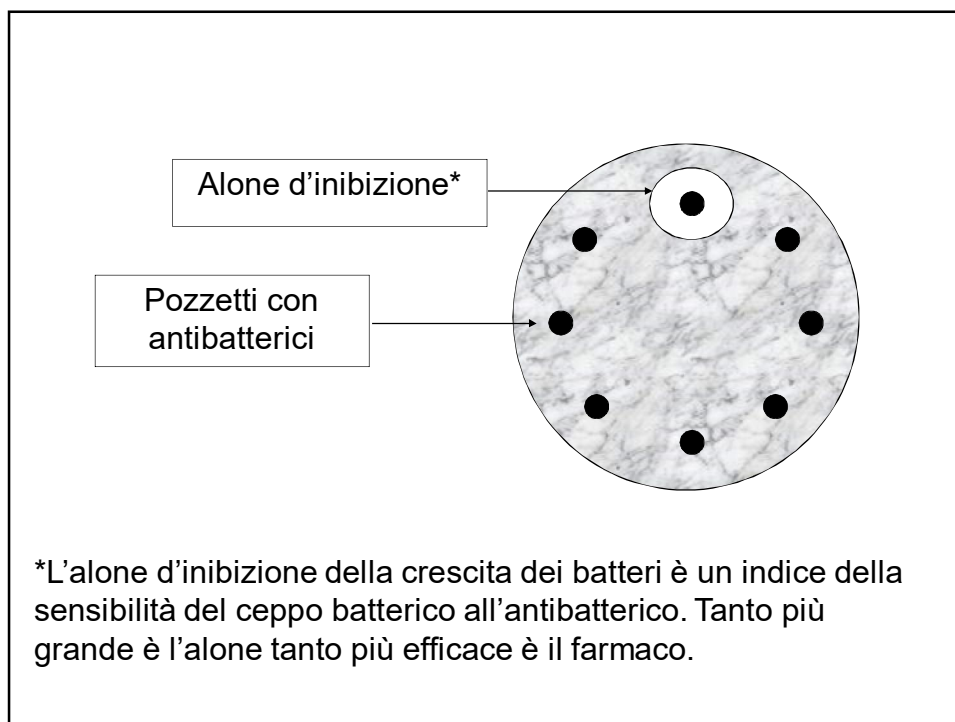 Alone d’inibizione*
Pozzetti con
antibatterici
*L’alone d’inibizione della crescita dei batteri è un indice della
sensibilità del ceppo batterico all’antibatterico. Tanto più
grande è l’alone tanto più efficace è il farmaco.